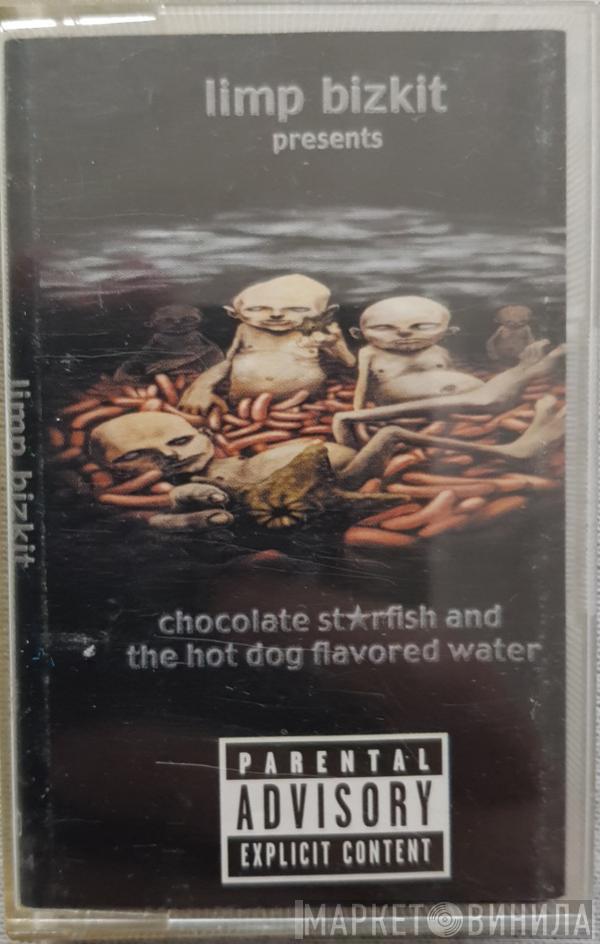 limp bizkit
presents
limp bizkit
chocolate st★rfish and
the hot dog flavored water
PARENTAL
ADVISORY
EXPLICIT CONTENT
МАРКЕТ ВИНИЛА